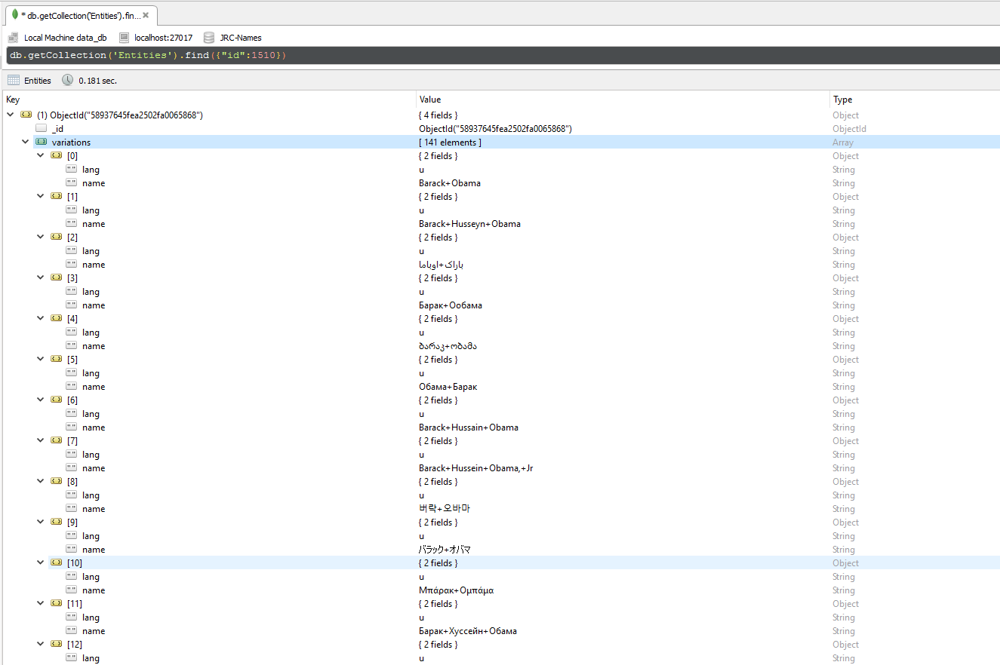 * db.getCollection('Entities').fin...
Local Machine data_db localhost:27017 JRC-Names
db.getCollection('Entities').find({"id":1510})
Entities 0.181 sec.
Key Value Type
(1) ObjectId("58937645fea2502fa0065868") { 4 fields } Object
_id ObjectId("58937645fea2502fa0065868") ObjectId
variations [ 141 elements ] Array
[0] { 2 fields } Object
lang u String
name Barack+Obama String
[1] { 2 fields } Object
lang u String
name Barack+Husseyn+Obama String
[2] { 2 fields } Object
lang u String
name باراک+اوباما String
[3] { 2 fields } Object
lang u String
name Барак+Ообама String
[4] { 2 fields } Object
lang u String
name ბარაკ+ობამა String
[5] { 2 fields } Object
lang u String
name Обама+Барак String
[6] { 2 fields } Object
lang u String
name Barack+Hussain+Obama String
[7] { 2 fields } Object
lang u String
name Barack+Hussein+Obama,+Jr String
[8] { 2 fields } Object
lang u String
name 버락+오바마 String
[9] { 2 fields } Object
lang u String
name バラック+オバマ String
[10] { 2 fields } Object
lang u String
name Μπάρακ+Ομπάμα String
[11] { 2 fields } Object
lang u String
name Барак+Хуссейн+Обама String
[12] { 2 fields } Object
lang u String